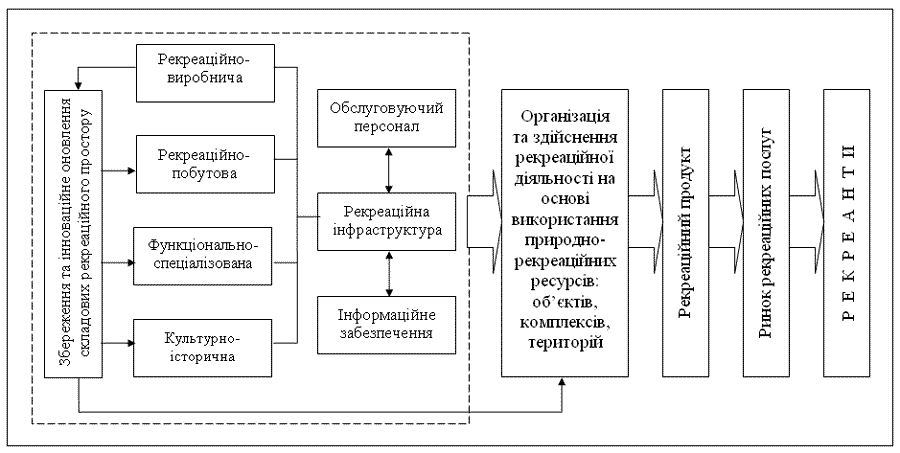 Збереження та інноваційне оновлення
складових рекреаційного простору
Рекреаційно-
виробнича
Рекреаційно-
побутова
Функціонально-
спеціалізована
Культурно-
історична
Обслуговуючий
персонал
Рекреаційна
інфраструктура
Інформаційне
забезпечення
Організація
та здійснення
рекреаційної
діяльності на
основі
використання
природно-
рекреаційних
ресурсів:
об’єктів,
комплексів,
територій
Рекреаційний продукт
Ринок рекреаційних послуг
Р Е К Р Е А Н Т И